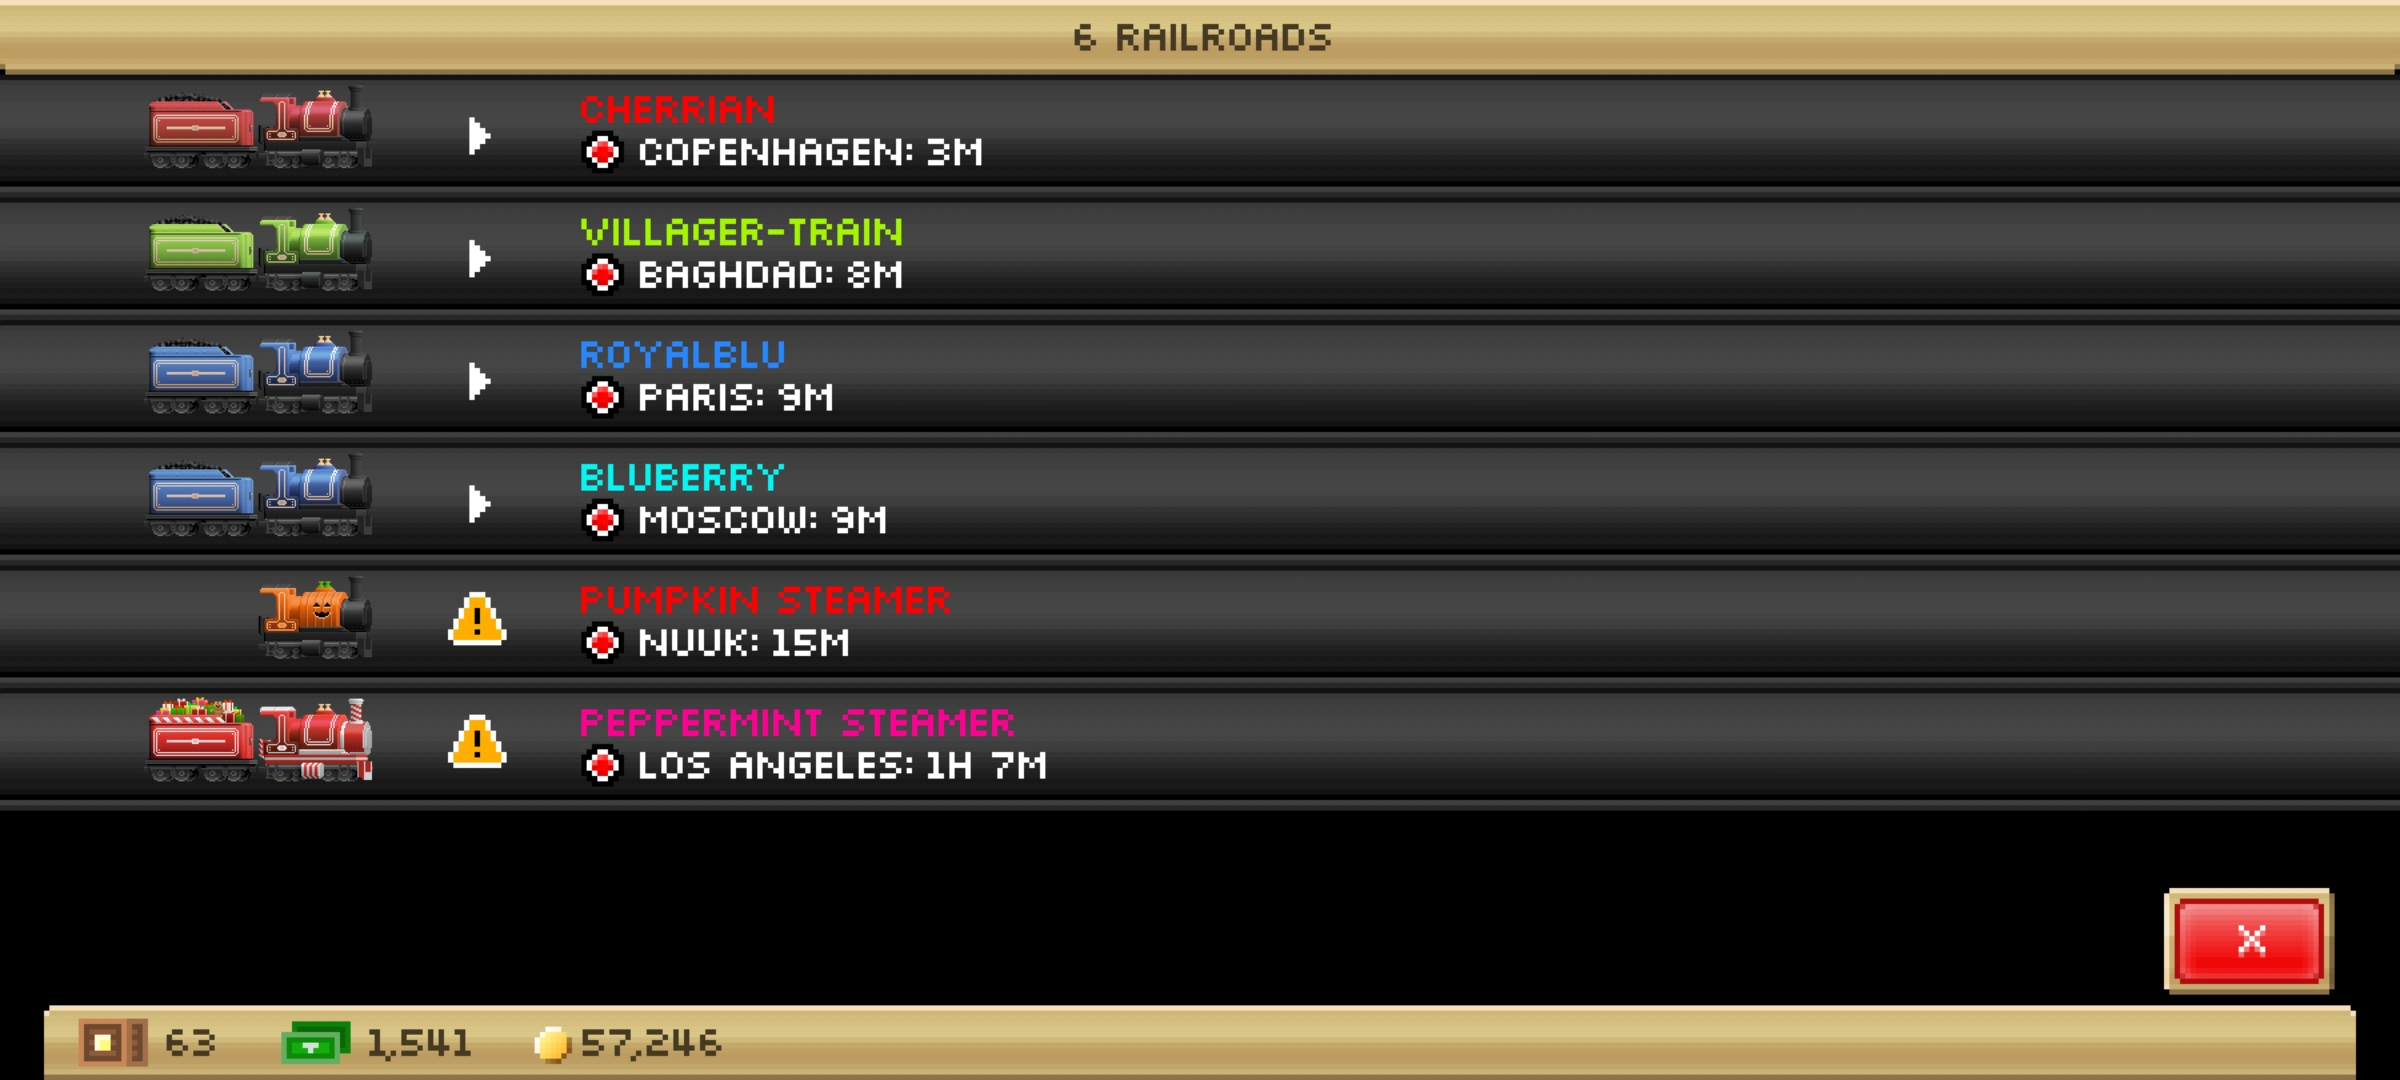 6 RAILROADS
CHERRIAN
COPENHAGEN: 3M
VILLAGER-TRAIN
BAGHDAD: 8M
ROYALBLU
PARIS: 9M
BLUBERRY
MOSCOW: 9M
PUMPKIN STEAMER
NUUK: 15M
PEPPERMINT STEAMER
LOS ANGELES: 1H 7M
X
63 1,541 57,246